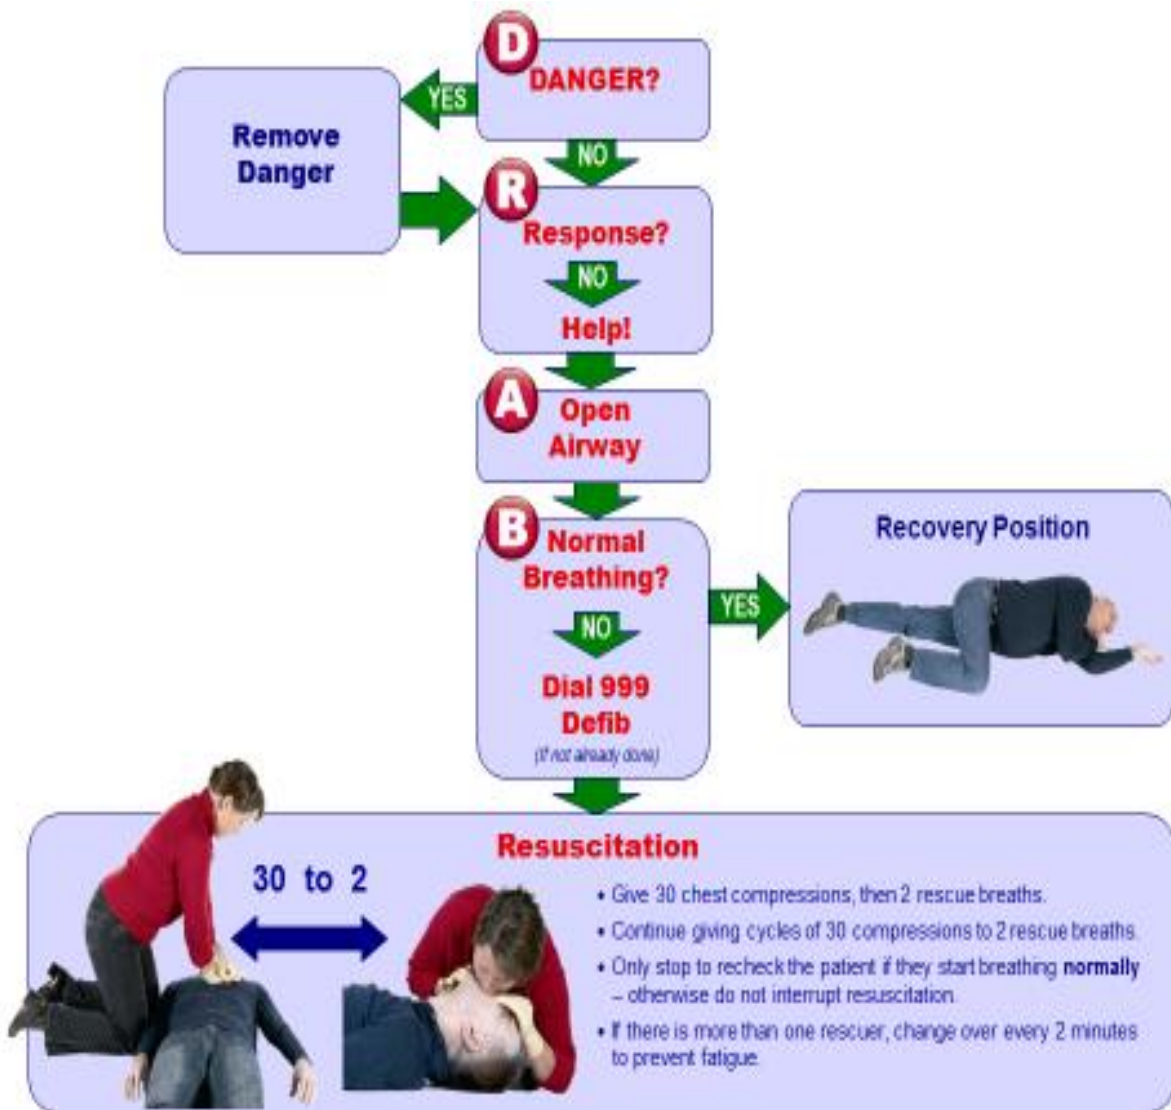 D
DANGER?
YES
Remove
Danger
NO
R
Response?
NO
Help!
A
Open
Airway
B
Normal
Breathing?
YES
Recovery Position
NO
Dial 999
Defib
(If not already done)
Resuscitation
30 to 2
• Give 30 chest compressions, then 2 rescue breaths.
• Continue giving cycles of 30 compressions to 2 rescue breaths.
• Only stop to recheck the patient if they start breathing normally
– otherwise do not interrupt resuscitation.
• If there is more than one rescuer, change over every 2 minutes
to prevent fatigue.